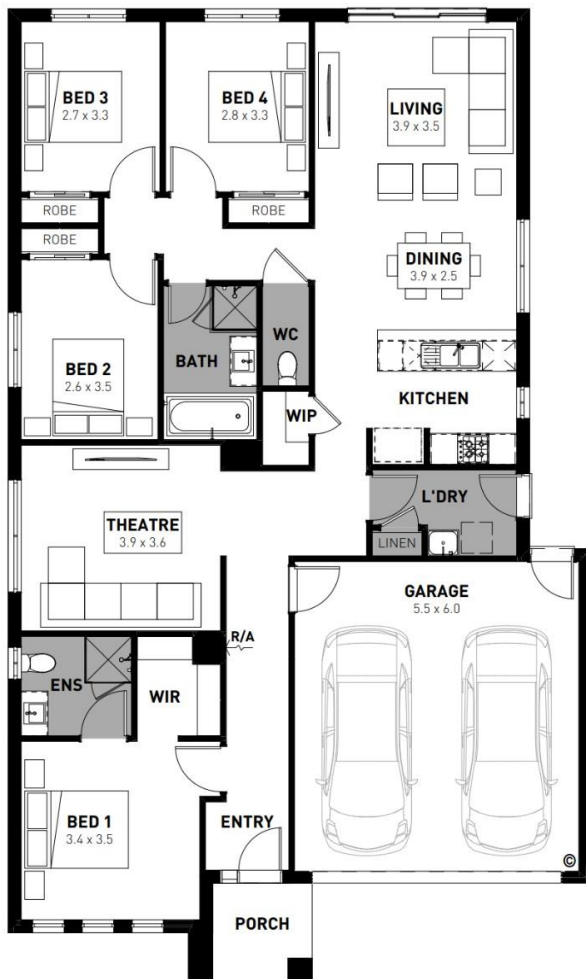 BED 3
2.7 x 3.3
BED 4
2.8 x 3.3
LIVING
3.9 x 3.5
ROBE
ROBE
ROBE
DINING
3.9 x 2.5
BATH
WC
BED 2
2.6 x 3.5
WIP
KITCHEN
L'DRY
LINEN
THEATRE
3.9 x 3.6
GARAGE
5.5 x 6.0
R/A
ENS
WIR
BED 1
3.4 x 3.5
ENTRY
©
PORCH